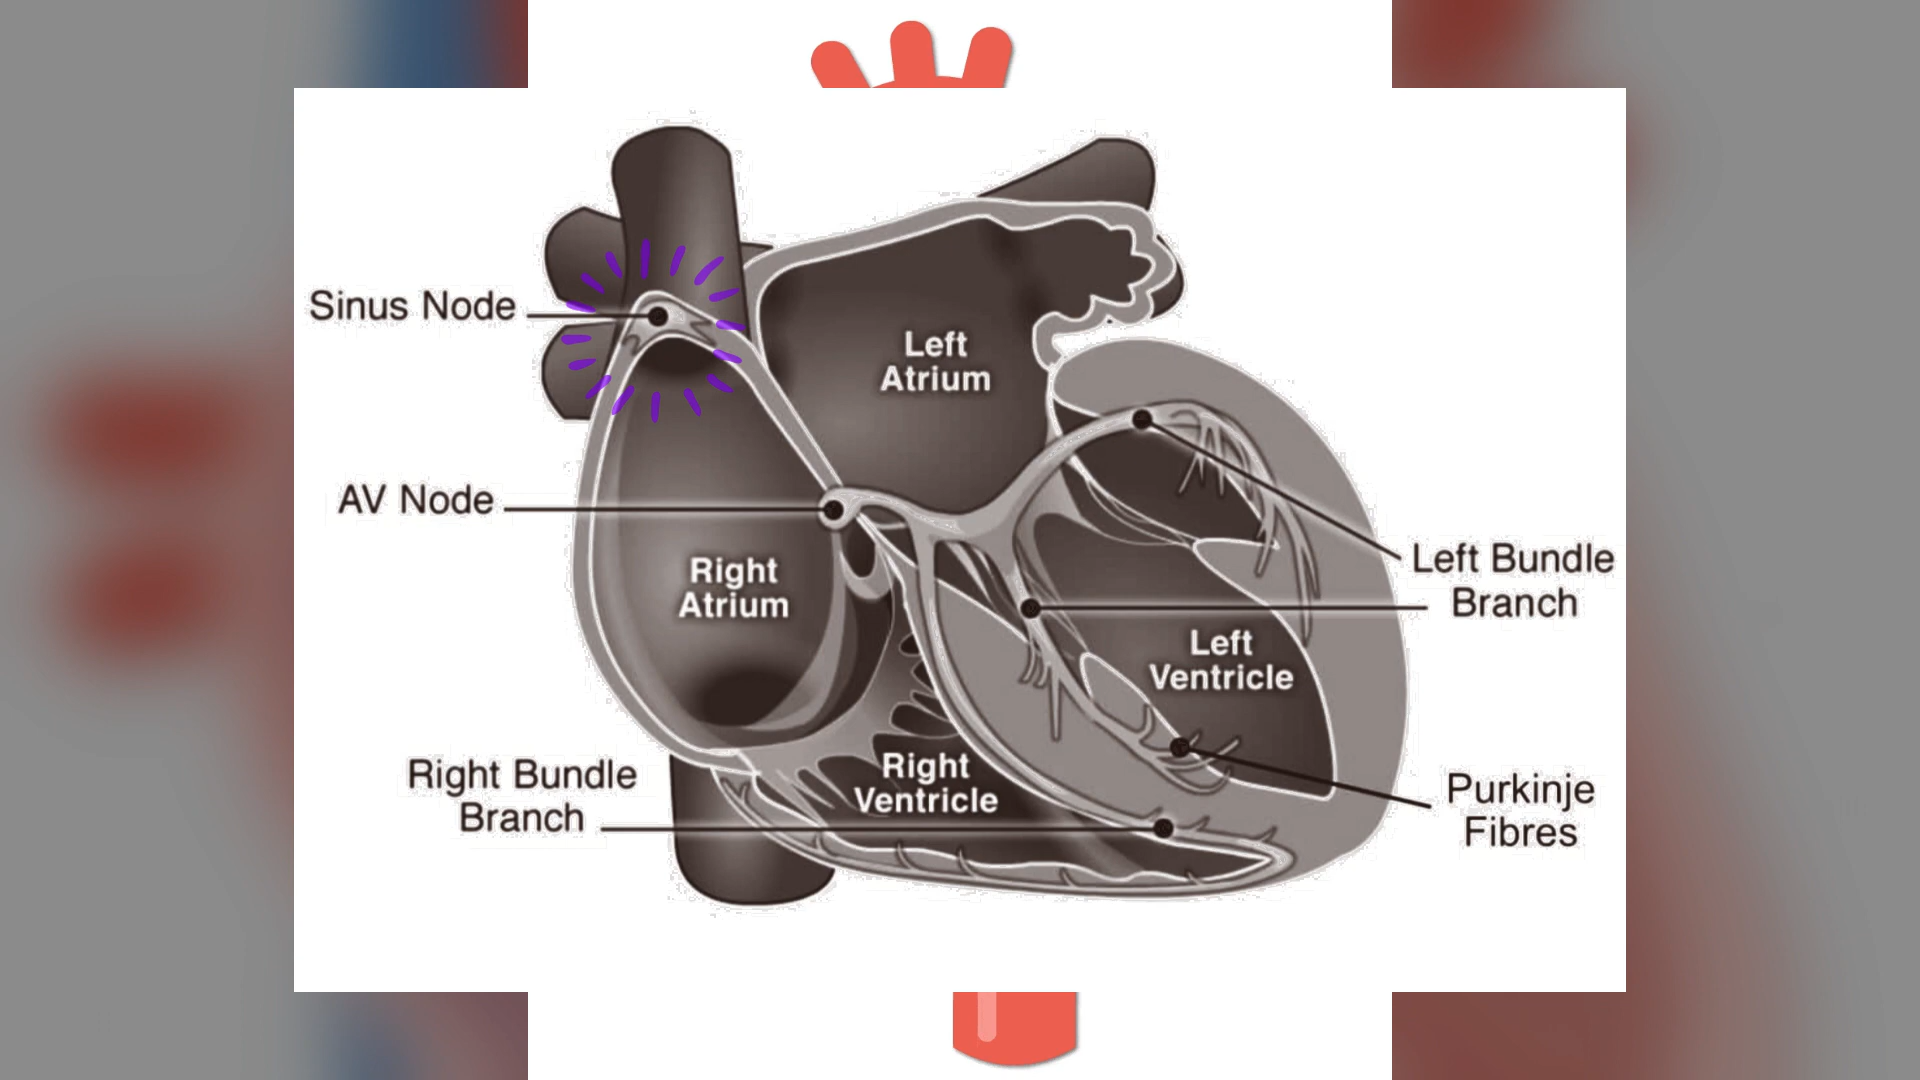 Sinus Node
Left
Atrium
AV Node
Right
Atrium
Left Bundle
Branch
Left
Ventricle
Right Bundle
Branch
Right
Ventricle
Purkinje
Fibres